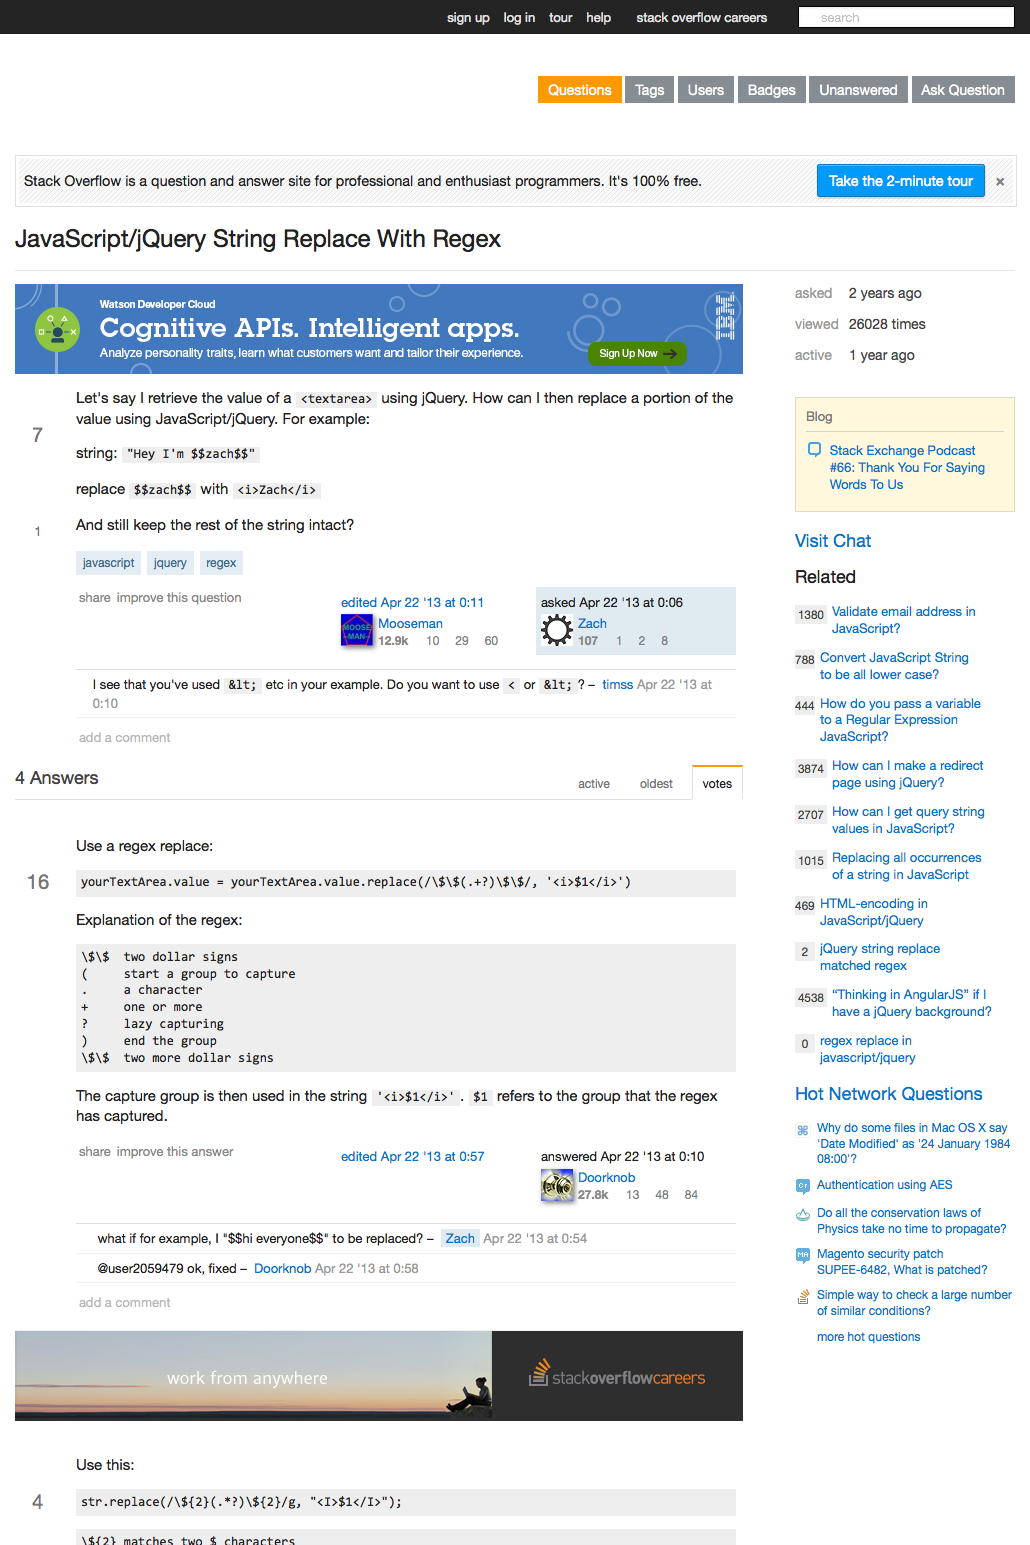 sign up log in tour help stack overflow careers search
Questions Tags Users Badges Unanswered Ask Question
Stack Overflow is a question and answer site for professional and enthusiast programmers. It's 100% free.
Take the 2-minute tour ×
JavaScript/jQuery String Replace With Regex
Watson Developer Cloud
Cognitive APIs. Intelligent apps.
Analyze personality traits, learn what customers want and tailor their experience.
Sign Up Now
IBM
7
Let's say I retrieve the value of a <textarea> using jQuery. How can I then replace a portion of the
value using JavaScript/jQuery. For example:
string: "Hey I'm $$zach$$"
replace $$zach$$ with <i>Zach</i>
1
And still keep the rest of the string intact?
javascript jquery regex
share improve this question
edited Apr 22 '13 at 0:11
MOOSE
MAN
Mooseman
12.9k 10 29 60
asked Apr 22 '13 at 0:06
Zach
107 1 2 8
I see that you've used &lt; etc in your example. Do you want to use < or &lt; ? – timss Apr 22 '13 at
0:10
add a comment
4 Answers
active oldest votes
16
Use a regex replace:
yourTextArea.value = yourTextArea.value.replace(/\$\$(.+?)\$\$/, '<i>$1</i>')
Explanation of the regex:
\$\$ two dollar signs
( start a group to capture
. a character
+ one or more
? lazy capturing
) end the group
\$\$ two more dollar signs
The capture group is then used in the string '<i>$1</i>'. $1 refers to the group that the regex
has captured.
share improve this answer
edited Apr 22 '13 at 0:57
answered Apr 22 '13 at 0:10
Doorknob
27.8k 13 48 84
what if for example, I "$$hi everyone$$" to be replaced? – Zach Apr 22 '13 at 0:54
@user2059479 ok, fixed – Doorknob Apr 22 '13 at 0:58
add a comment
work from anywhere
stackoverflowcareers
4
Use this:
str.replace(/\${2}(.*?)\${2}/g, "<I>$1</I>");
\${2} matches two $ characters
asked 2 years ago
viewed 26028 times
active 1 year ago
Blog
Stack Exchange Podcast
#66: Thank You For Saying
Words To Us
Visit Chat
Related
1380 Validate email address in
JavaScript?
788 Convert JavaScript String
to be all lower case?
444 How do you pass a variable
to a Regular Expression
JavaScript?
3874 How can I make a redirect
page using jQuery?
2707 How can I get query string
values in JavaScript?
1015 Replacing all occurrences
of a string in JavaScript
469 HTML-encoding in
JavaScript/jQuery
2 jQuery string replace
matched regex
4538 “Thinking in AngularJS” if I
have a jQuery background?
0 regex replace in
javascript/jquery
Hot Network Questions
Why do some files in Mac OS X say
'Date Modified' as '24 January 1984
08:00'?
Authentication using AES
Do all the conservation laws of
Physics take no time to propagate?
Magento security patch
SUPEE-6482, What is patched?
Simple way to check a large number
of similar conditions?
more hot questions